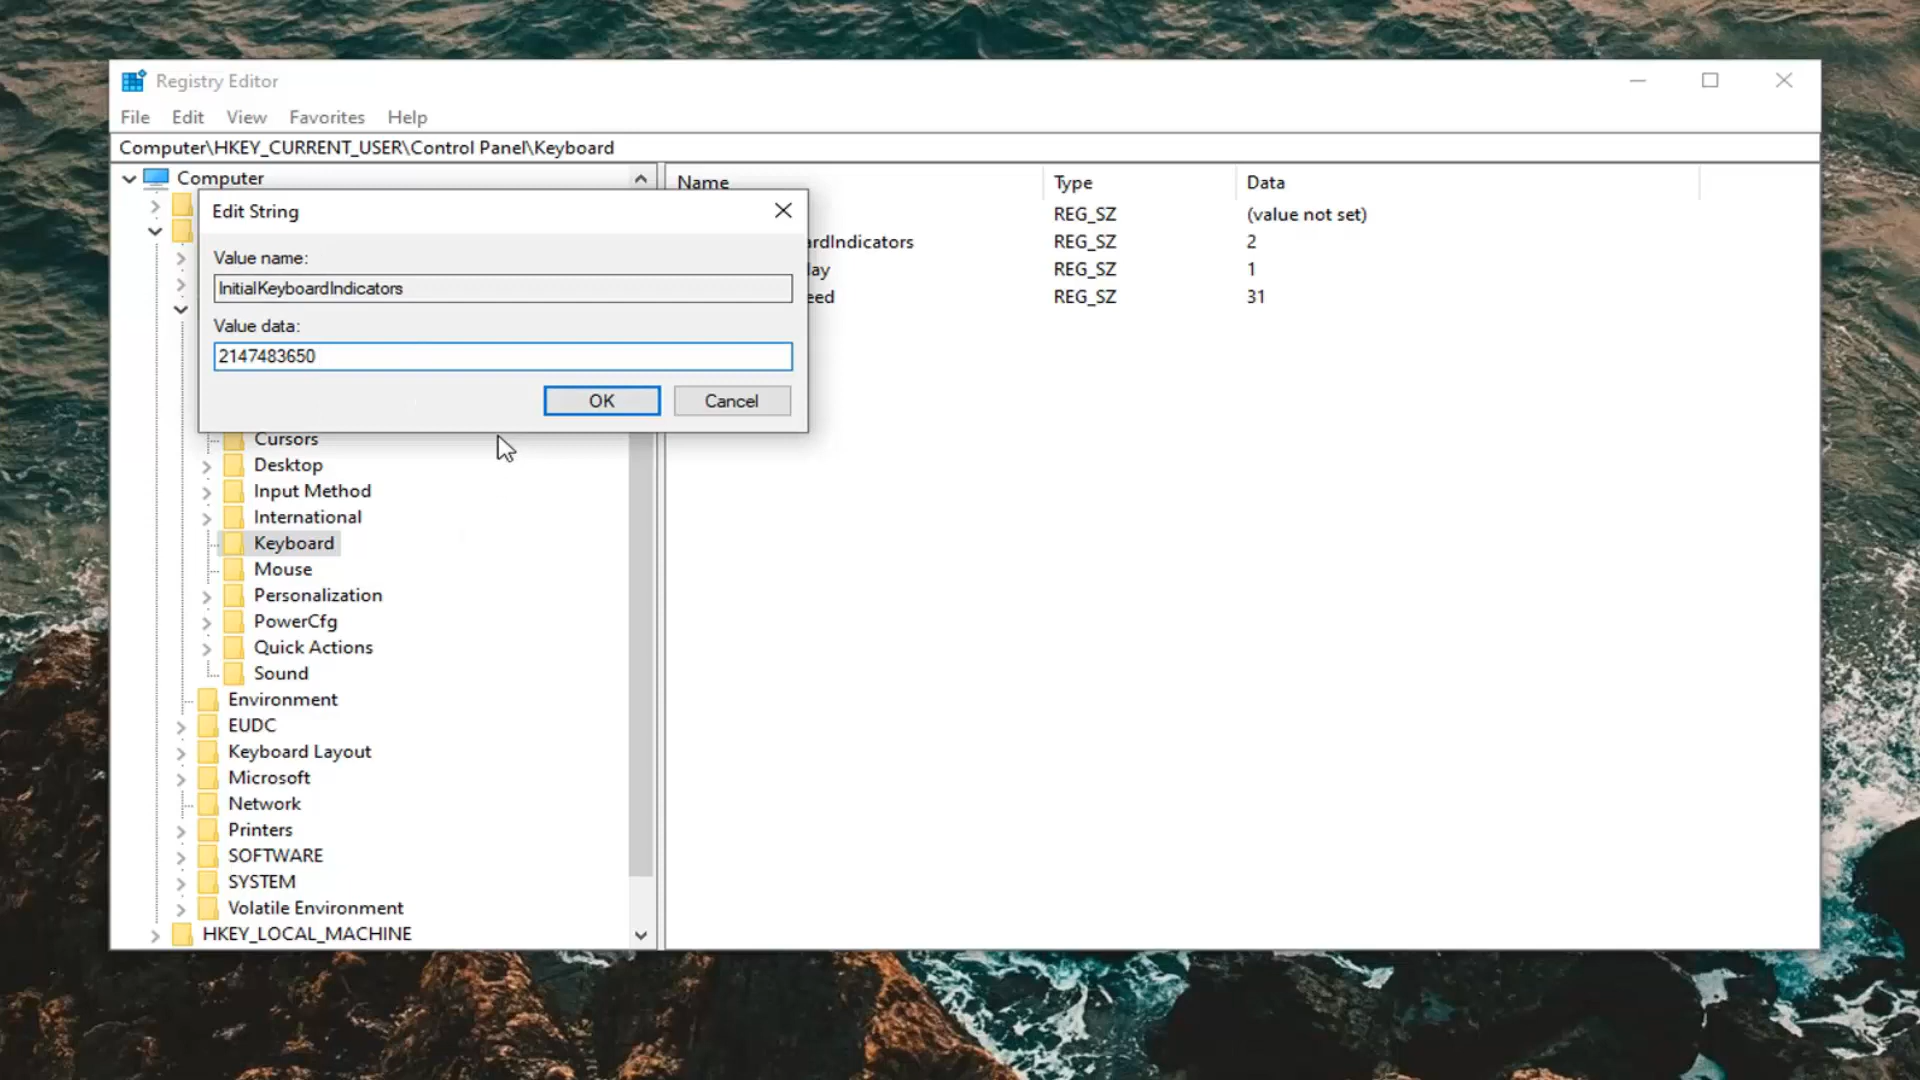 Registry Editor
File Edit View Favorites Help
Computer\HKEY_CURRENT_USER\Control Panel\Keyboard
Computer
Name Type Data
REG_SZ (value not set)
ardIndicators REG_SZ 2
lay REG_SZ 1
eed REG_SZ 31
Edit String
Value name:
InitialKeyboardIndicators
Value data:
2147483650
OK Cancel
Cursors
Desktop
Input Method
International
Keyboard
Mouse
Personalization
PowerCfg
Quick Actions
Sound
Environment
EUDC
Keyboard Layout
Microsoft
Network
Printers
SOFTWARE
SYSTEM
Volatile Environment
HKEY_LOCAL_MACHINE